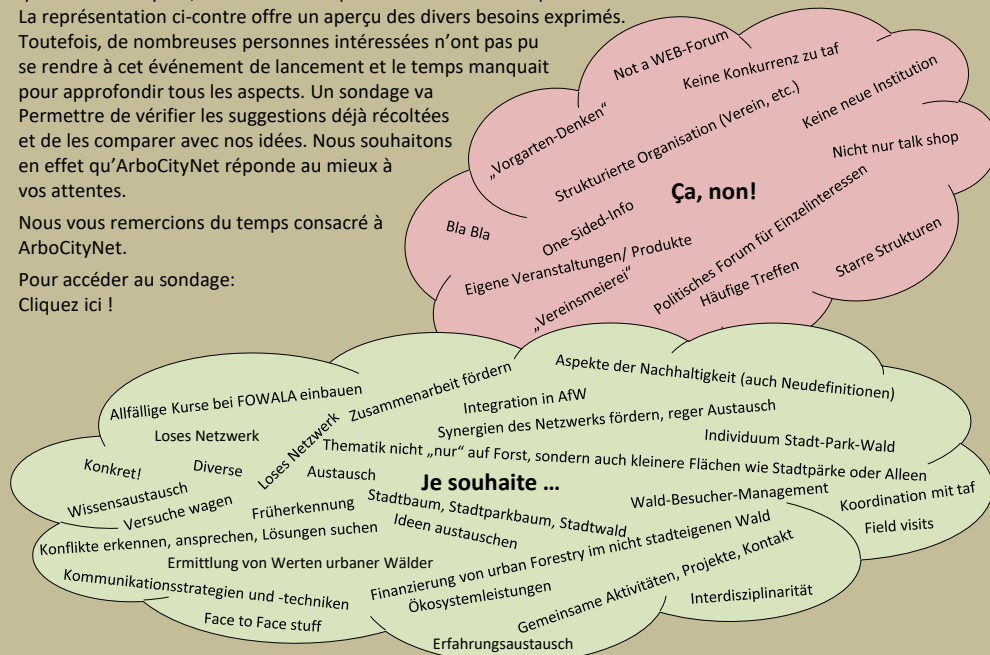 La représentation ci-contre offre un aperçu des divers besoins exprimés.
Toutefois, de nombreuses personnes intéressées n'ont pas pu
se rendre à cet événement de lancement et le temps manquait
pour approfondir tous les aspects. Un sondage va
Permettre de vérifier les suggestions déjà récoltées
et de les comparer avec nos idées. Nous souhaitons
en effet qu'ArboCityNet réponde au mieux à
vos attentes.
Nous vous remercions du temps consacré à
ArboCityNet.
Pour accéder au sondage:
Cliquez ici !
Not a WEB-Forum
Keine Konkurrenz zu taf
Keine neue Institution
„Vorgarten-Denken“
Strukturierte Organisation (Verein, etc.)
Nicht nur talk shop
Ça, non!
Bla Bla
One-Sided-Info
Politisches Forum für Einzelinteressen
Eigene Veranstaltungen/ Produkte
Starre Strukturen
„Vereinsmeierei“
Häufige Treffen
Allfällige Kurse bei FOWALA einbauen
Zusammenarbeit fördern
Aspekte der Nachhaltigkeit (auch Neudefinitionen)
Integration in AfW
Synergien des Netzwerks fördern, reger Austausch
Loses Netzwerk
Loses Netzwerk
Individuum Stadt-Park-Wald
Thematik nicht „nur“ auf Forst, sondern auch kleinere Flächen wie Stadtpärke oder Alleen
Konkret!
Diverse
Austausch
Je souhaite …
Wissensaustausch
Versuche wagen
Früherkennung
Stadtbaum, Stadtparkbaum, Stadtwald
Wald-Besucher-Management
Koordination mit taf
Konflikte erkennen, ansprechen, Lösungen suchen
Ideen austauschen
Field visits
Ermittlung von Werten urbaner Wälder
Finanzierung von urban Forestry im nicht stadteigenen Wald
Kommunikationsstrategien und -techniken
Ökosystemleistungen
Gemeinsame Aktivitäten, Projekte, Kontakt
Interdisziplinarität
Face to Face stuff
Erfahrungsaustausch